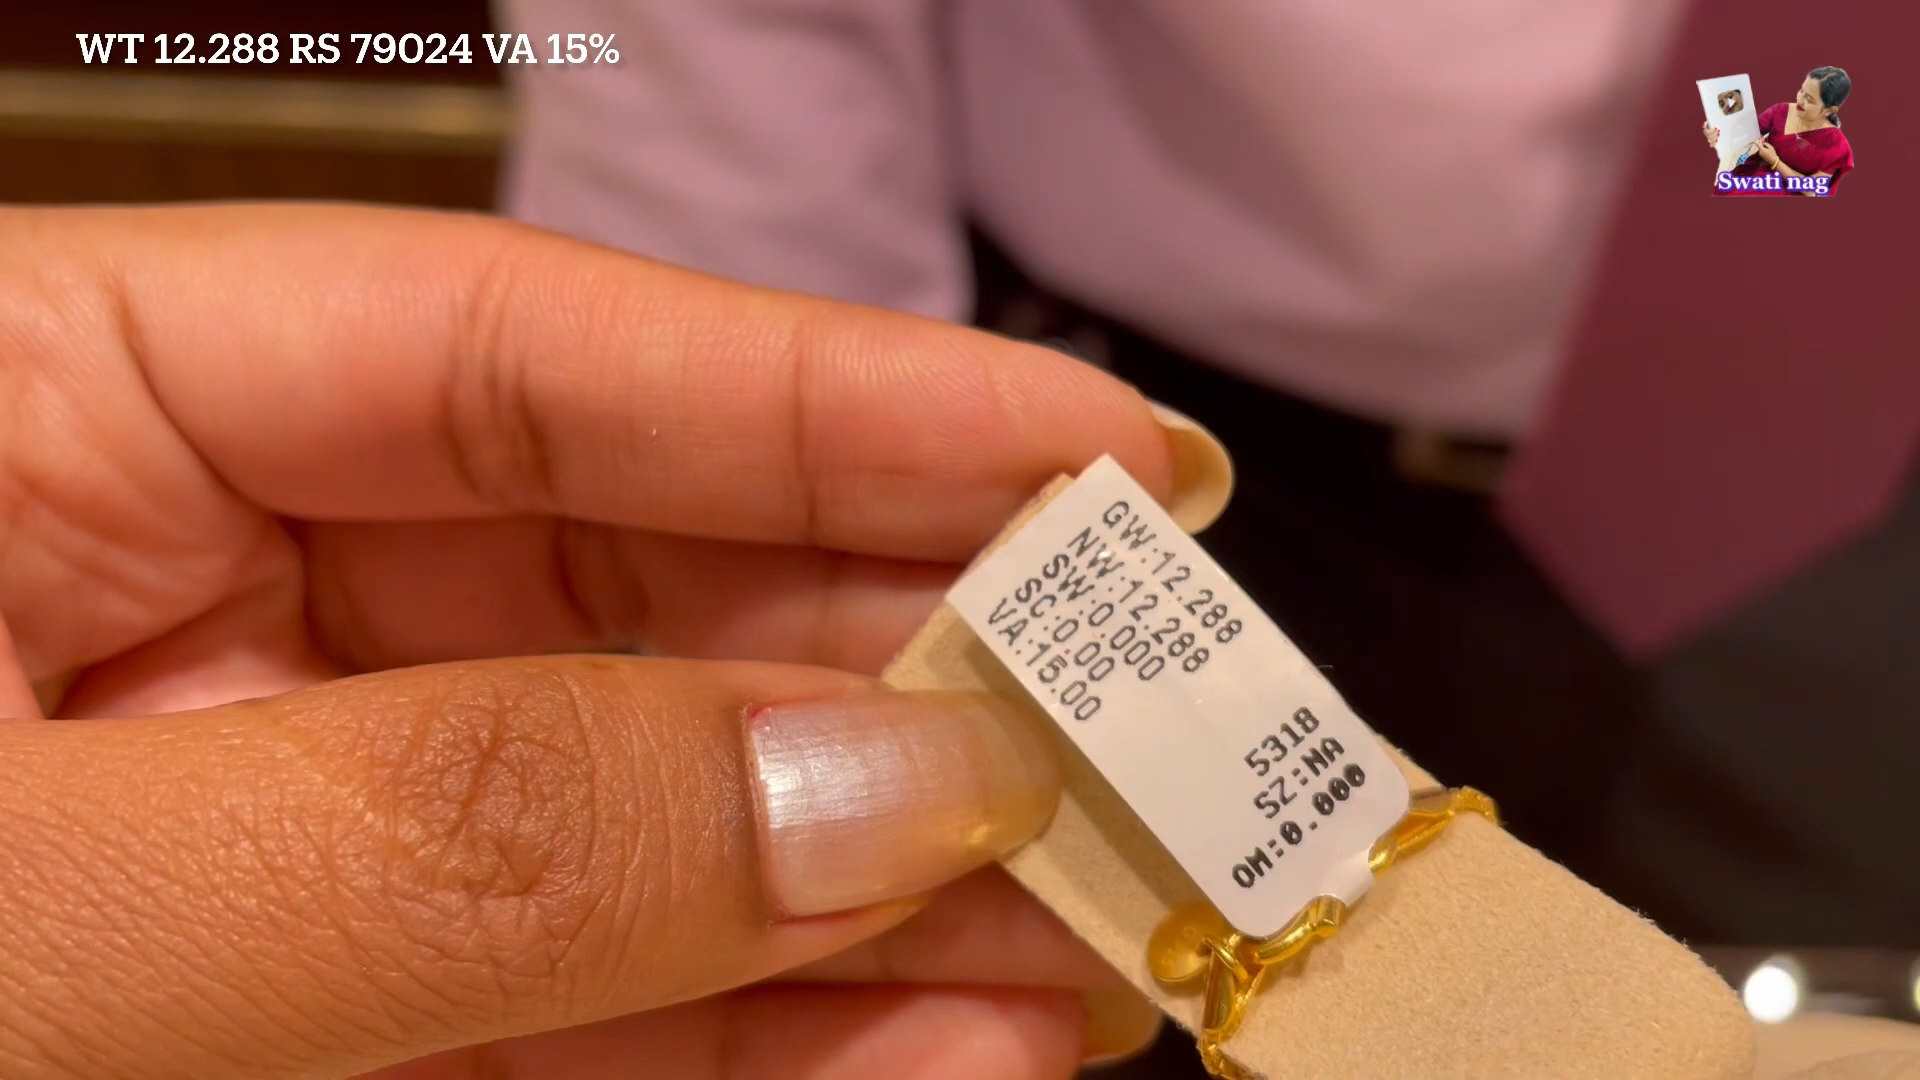 WT 12.288 RS 79024 VA 15%
Swati nag
GW:12.288
NW:12.288
SW:0.000
SC:0.00
VA:15.00
5318
SZ:NA
OM:0.000